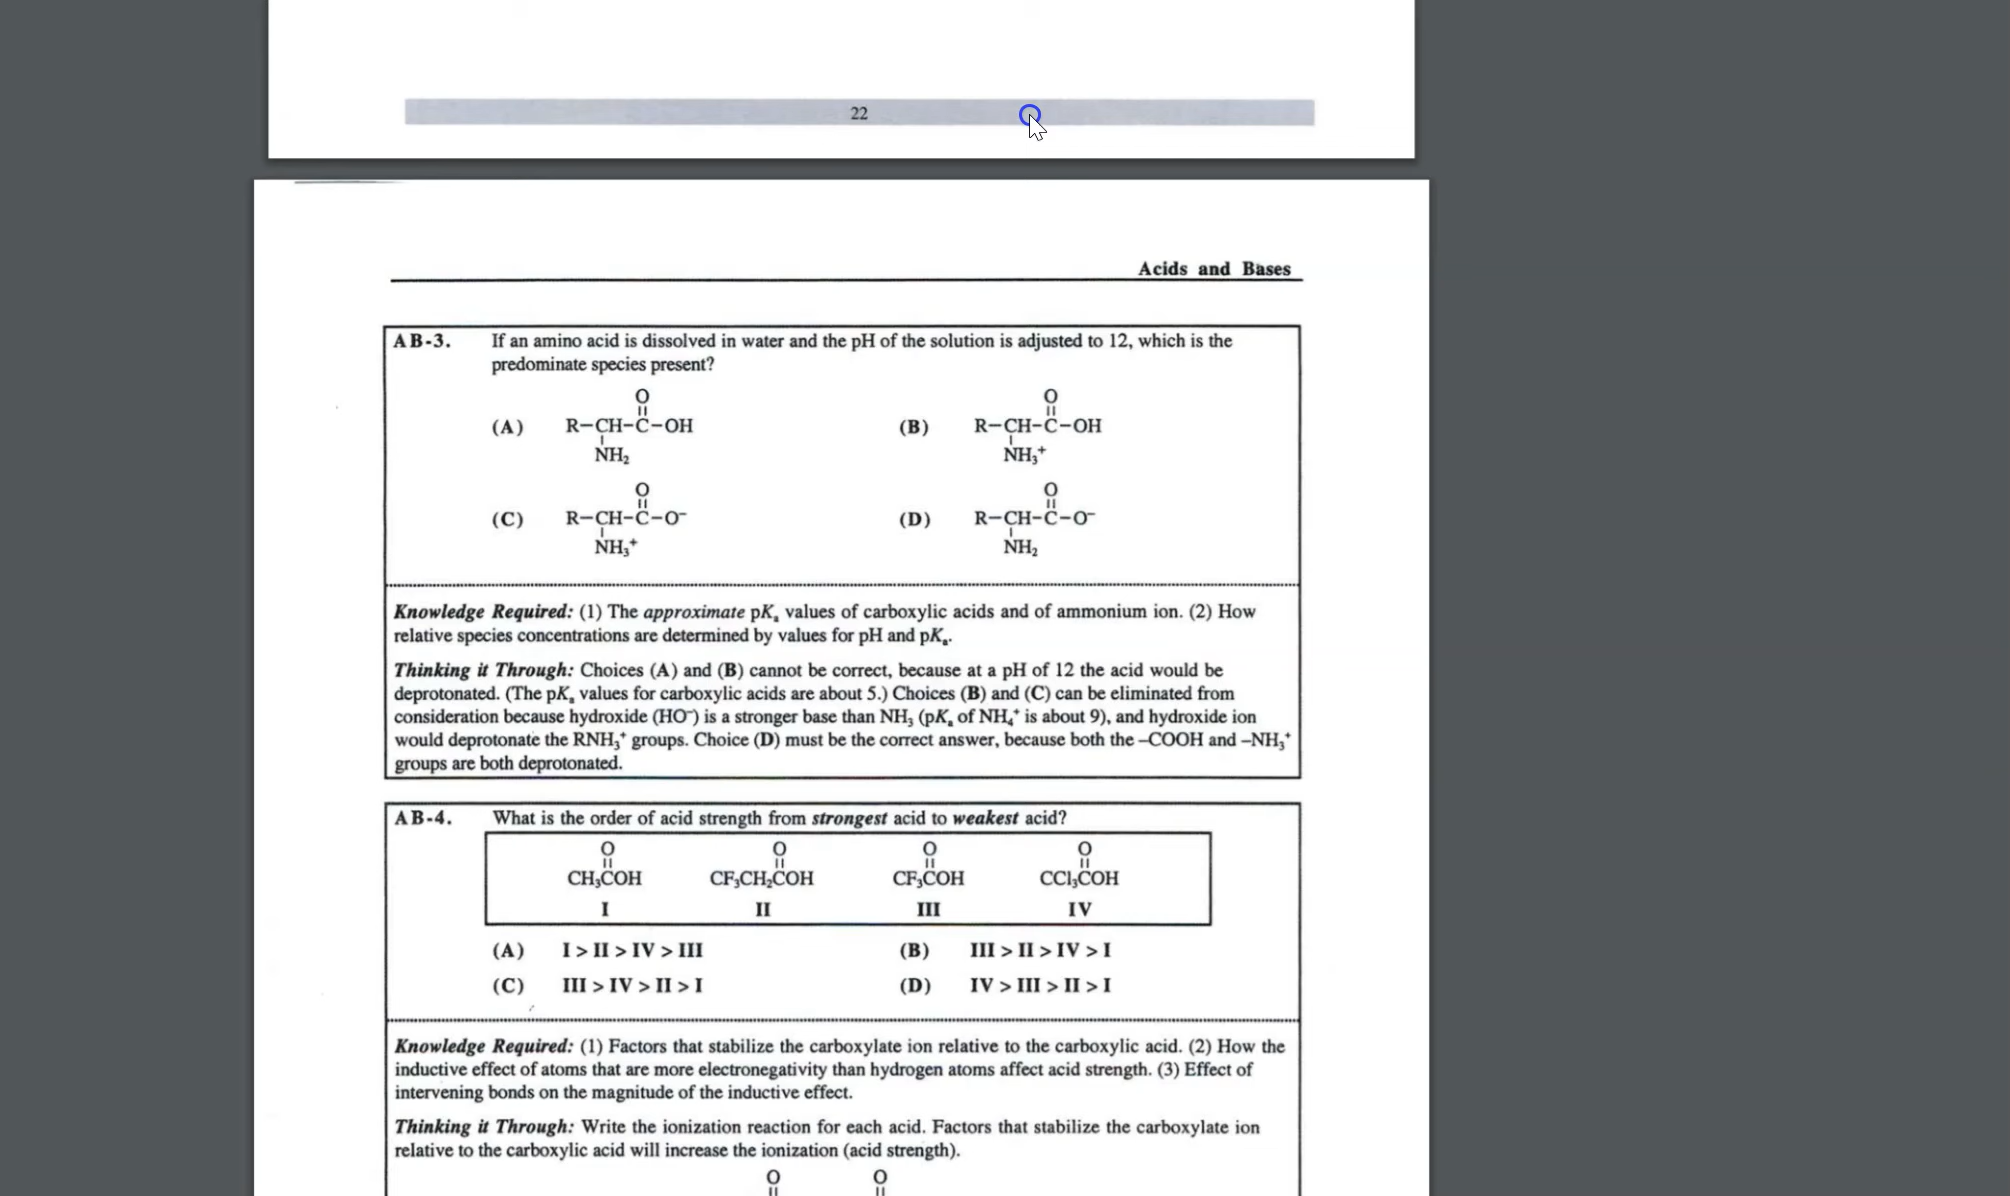 22
Acids and Bases
AB-3. If an amino acid is dissolved in water and the pH of the solution is adjusted to 12, which is the
predominate species present?
O O
(A) R–CH–C–OH (B) R–CH–C–OH
NH₂ NH₃⁺
O O
(C) R–CH–C–O⁻ (D) R–CH–C–O⁻
NH₃⁺ NH₂
Knowledge Required: (1) The approximate pKₐ values of carboxylic acids and of ammonium ion. (2) How
relative species concentrations are determined by values for pH and pKₐ.
Thinking it Through: Choices (A) and (B) cannot be correct, because at a pH of 12 the acid would be
deprotonated. (The pKₐ values for carboxylic acids are about 5.) Choices (B) and (C) can be eliminated from
consideration because hydroxide (HO⁻) is a stronger base than NH₃ (pKₐ of NH₄⁺ is about 9), and hydroxide ion
would deprotonate the RNH₃⁺ groups. Choice (D) must be the correct answer, because both the –COOH and –NH₃⁺
groups are both deprotonated.
AB-4. What is the order of acid strength from strongest acid to weakest acid?
O O O O
CH₃COH CF₃CH₂COH CF₃COH CCl₃COH
I II III IV
(A) I > II > IV > III (B) III > II > IV > I
(C) III > IV > II > I (D) IV > III > II > I
Knowledge Required: (1) Factors that stabilize the carboxylate ion relative to the carboxylic acid. (2) How the
inductive effect of atoms that are more electronegativity than hydrogen atoms affect acid strength. (3) Effect of
intervening bonds on the magnitude of the inductive effect.
Thinking it Through: Write the ionization reaction for each acid. Factors that stabilize the carboxylate ion
relative to the carboxylic acid will increase the ionization (acid strength).
O O